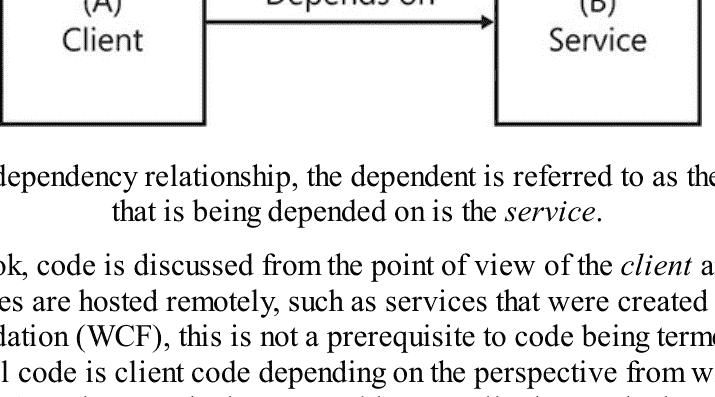 (A)
Client
Depends on
(B)
Service
dependency relationship, the dependent is referred to as the
that is being depended on is the service.
ok, code is discussed from the point of view of the client a
es are hosted remotely, such as services that were created
dation (WCF), this is not a prerequisite to code being terme
l code is client code depending on the perspective from w